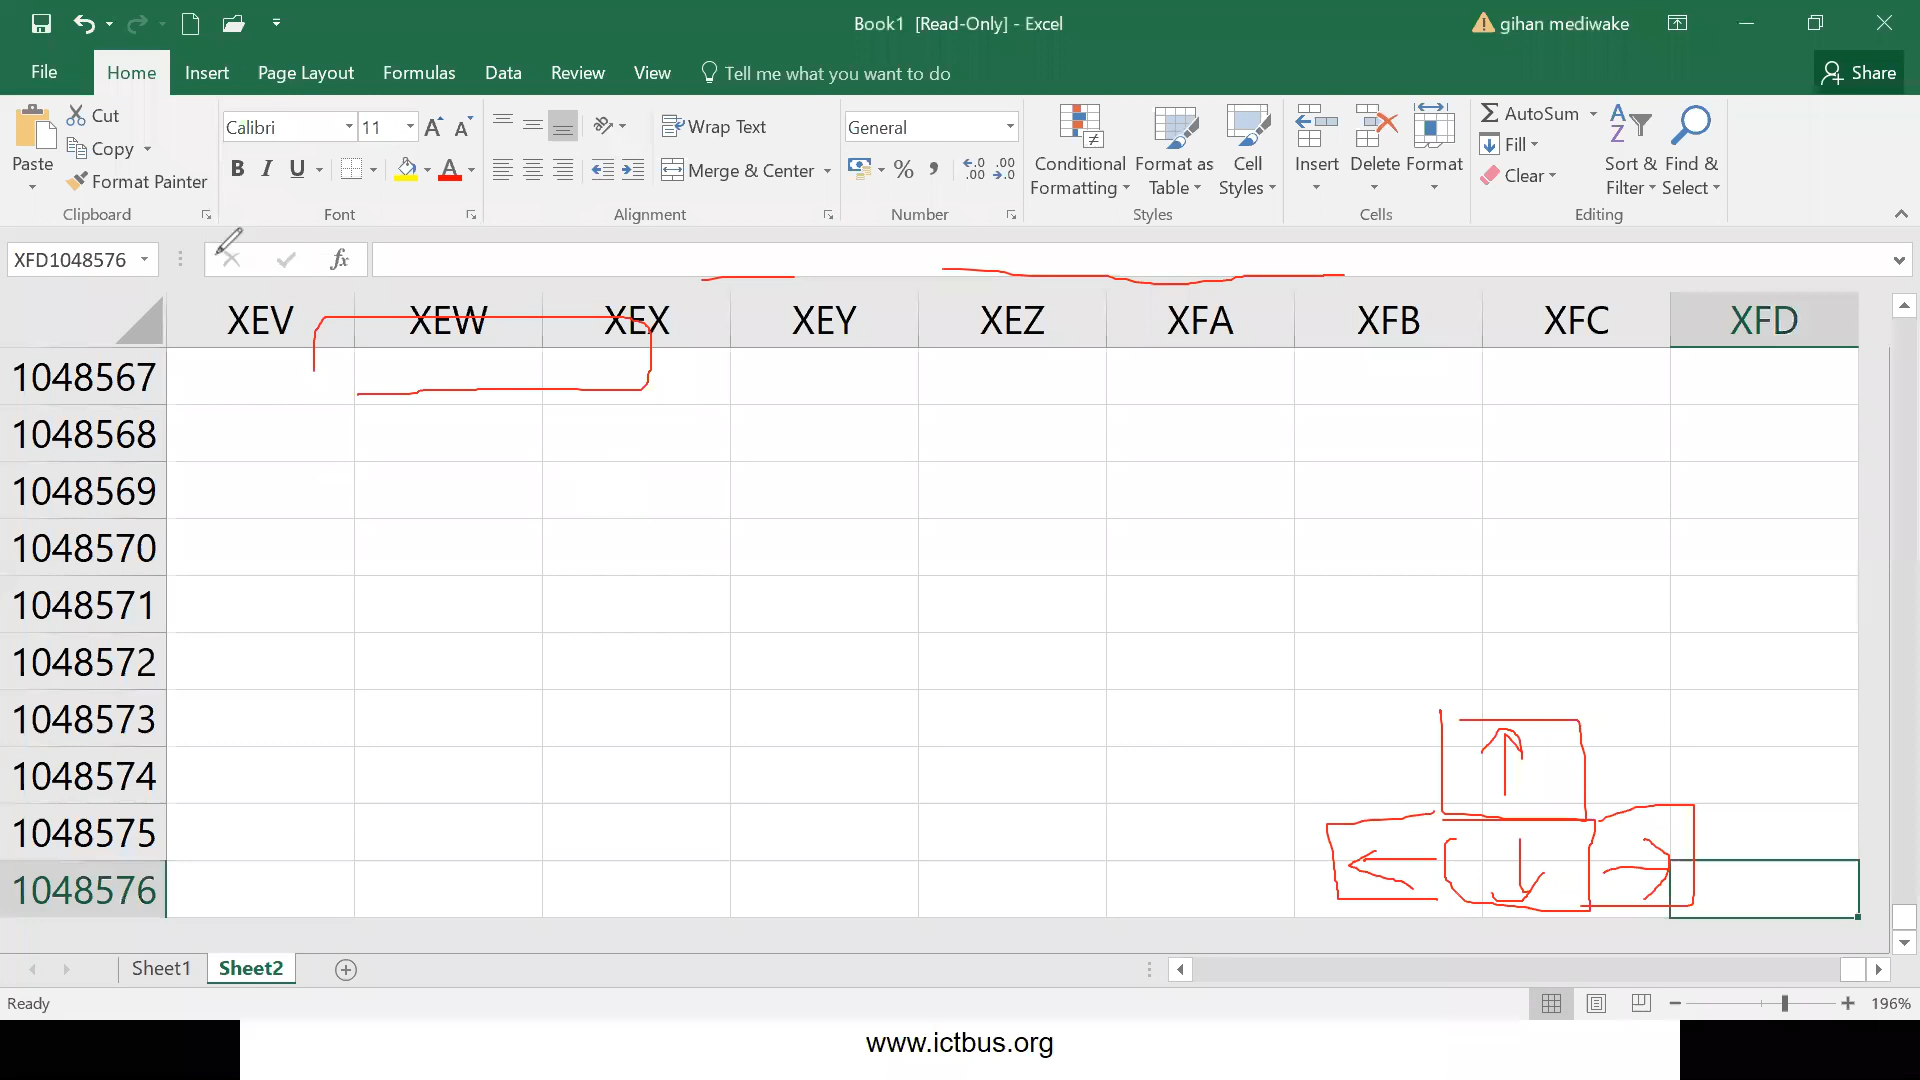 Book1 [Read-Only] - Excel
gihan mediwake
File Home Insert Page Layout Formulas Data Review View Tell me what you want to do Share
Paste Cut Copy Format Painter Clipboard
Calibri 11 B I U A Font
Wrap Text Merge & Center Alignment
General % , Number
Conditional Formatting Format as Table Cell Styles Styles
Insert Delete Format Cells
AutoSum Fill Clear Sort & Filter Find & Select Editing
XFD1048576 fx
XEV XEW XEX XEY XEZ XFA XFB XFC XFD
1048567
1048568
1048569
1048570
1048571
1048572
1048573
1048574
1048575
1048576
Sheet1 Sheet2
Ready 196%
www.ictbus.org